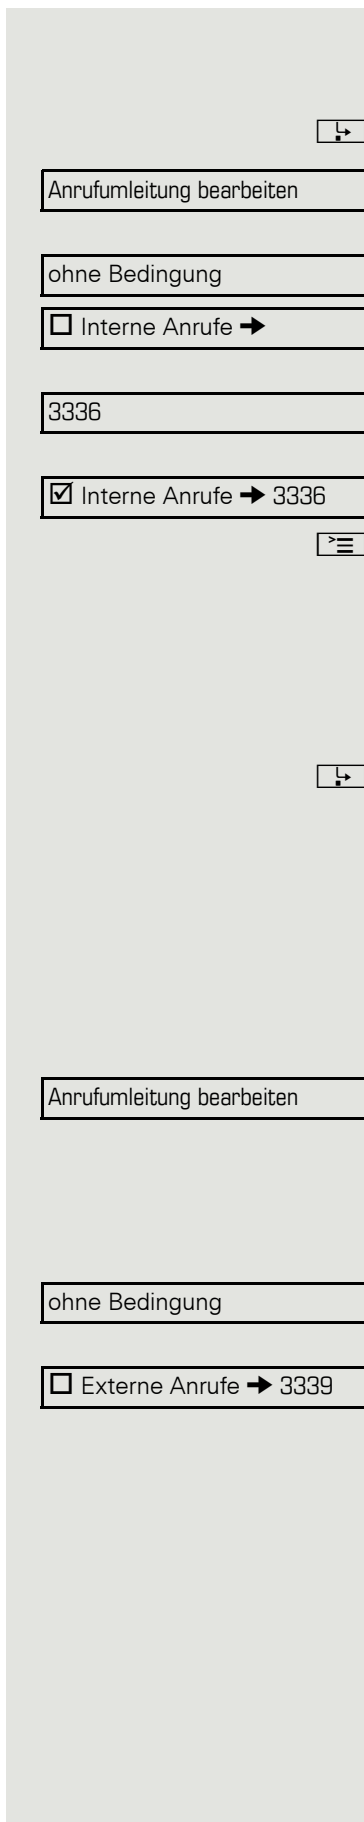 Anrufumleitung bearbeiten
ohne Bedingung
☐ Interne Anrufe ➔
3336
☑ Interne Anrufe ➔ 3336
Anrufumleitung bearbeiten
ohne Bedingung
☐ Externe Anrufe ➔ 3339